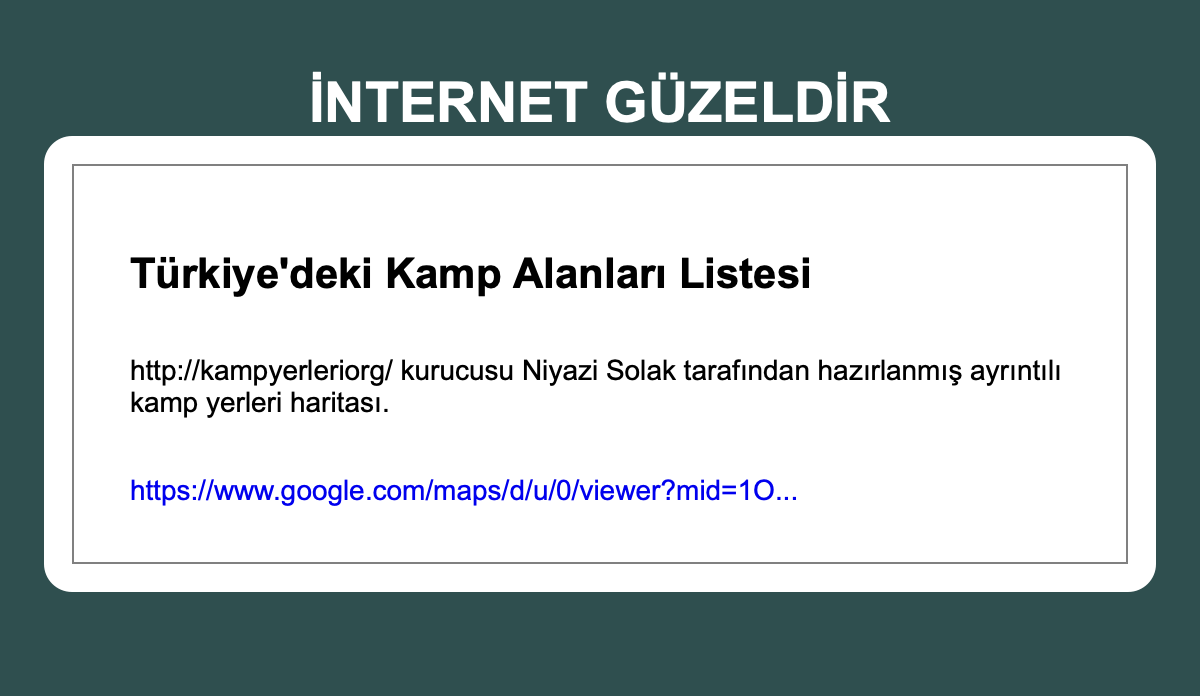 İNTERNET GÜZELDİR
Türkiye'deki Kamp Alanları Listesi
http://kampyerleriorg/ kurucusu Niyazi Solak tarafından hazırlanmış ayrıntılı
kamp yerleri haritası.
https://www.google.com/maps/d/u/0/viewer?mid=1O...